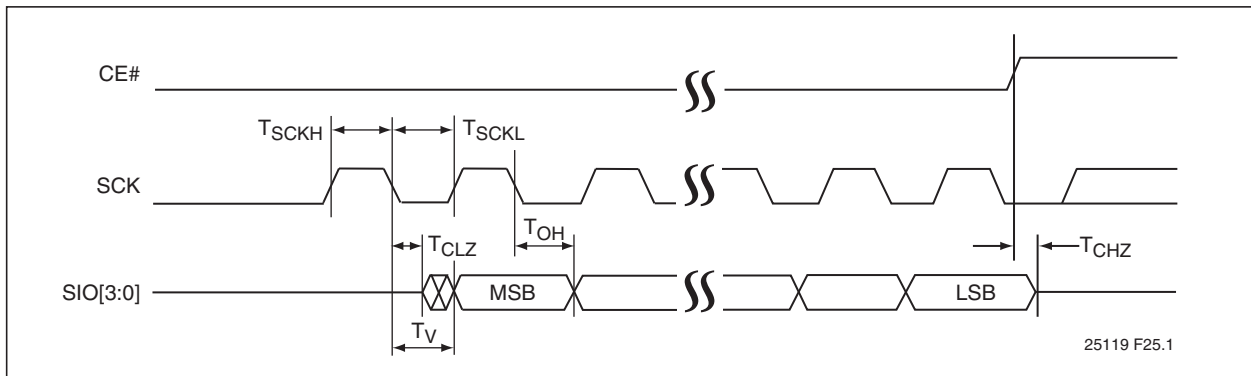 CE#
TSCKH
TSCKL
SCK
TOH
TCLZ
TCHZ
SIO[3:0]
MSB
LSB
TV
25119 F25.1